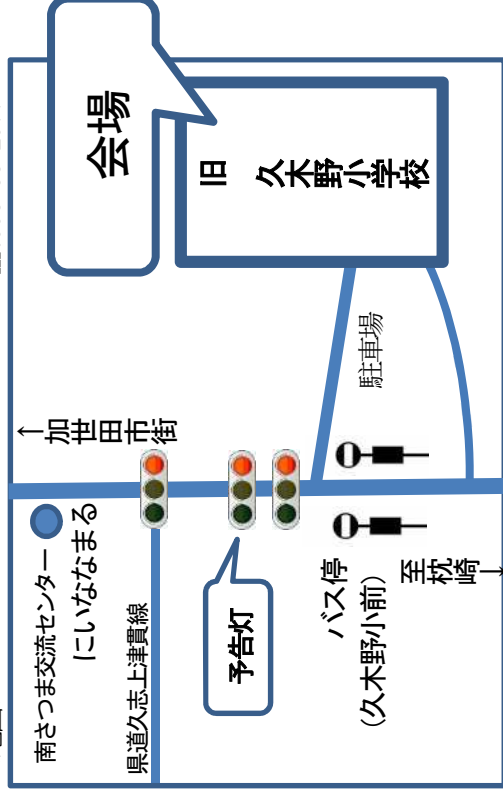 会場
旧 久木野小学校
↑
加世田市街
南さつま交流センター
にいななまる
県道久志上津貫線
予告灯
駐車場
バス停
(久木野小前)
至枕崎
↓